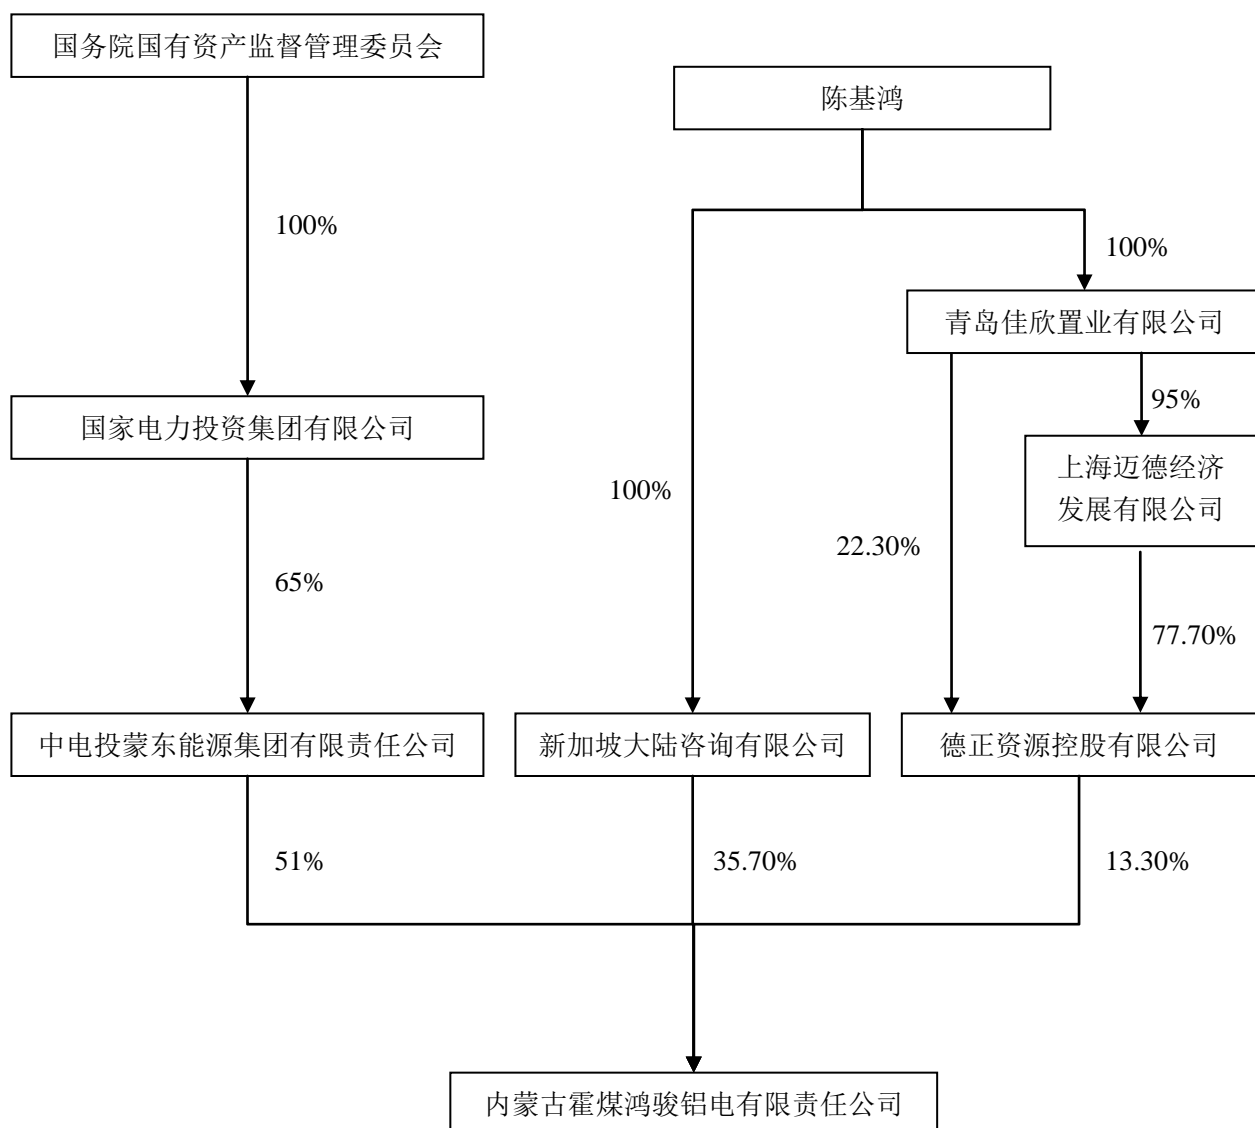 国务院国有资产监督管理委员会
陈基鸿
100%
100%
青岛佳欣置业有限公司
95%
国家电力投资集团有限公司
上海迈德经济
发展有限公司
100%
22.30%
65%
77.70%
中电投蒙东能源集团有限责任公司
新加坡大陆咨询有限公司
德正资源控股有限公司
51%
35.70%
13.30%
内蒙古霍煤鸿骏铝电有限责任公司